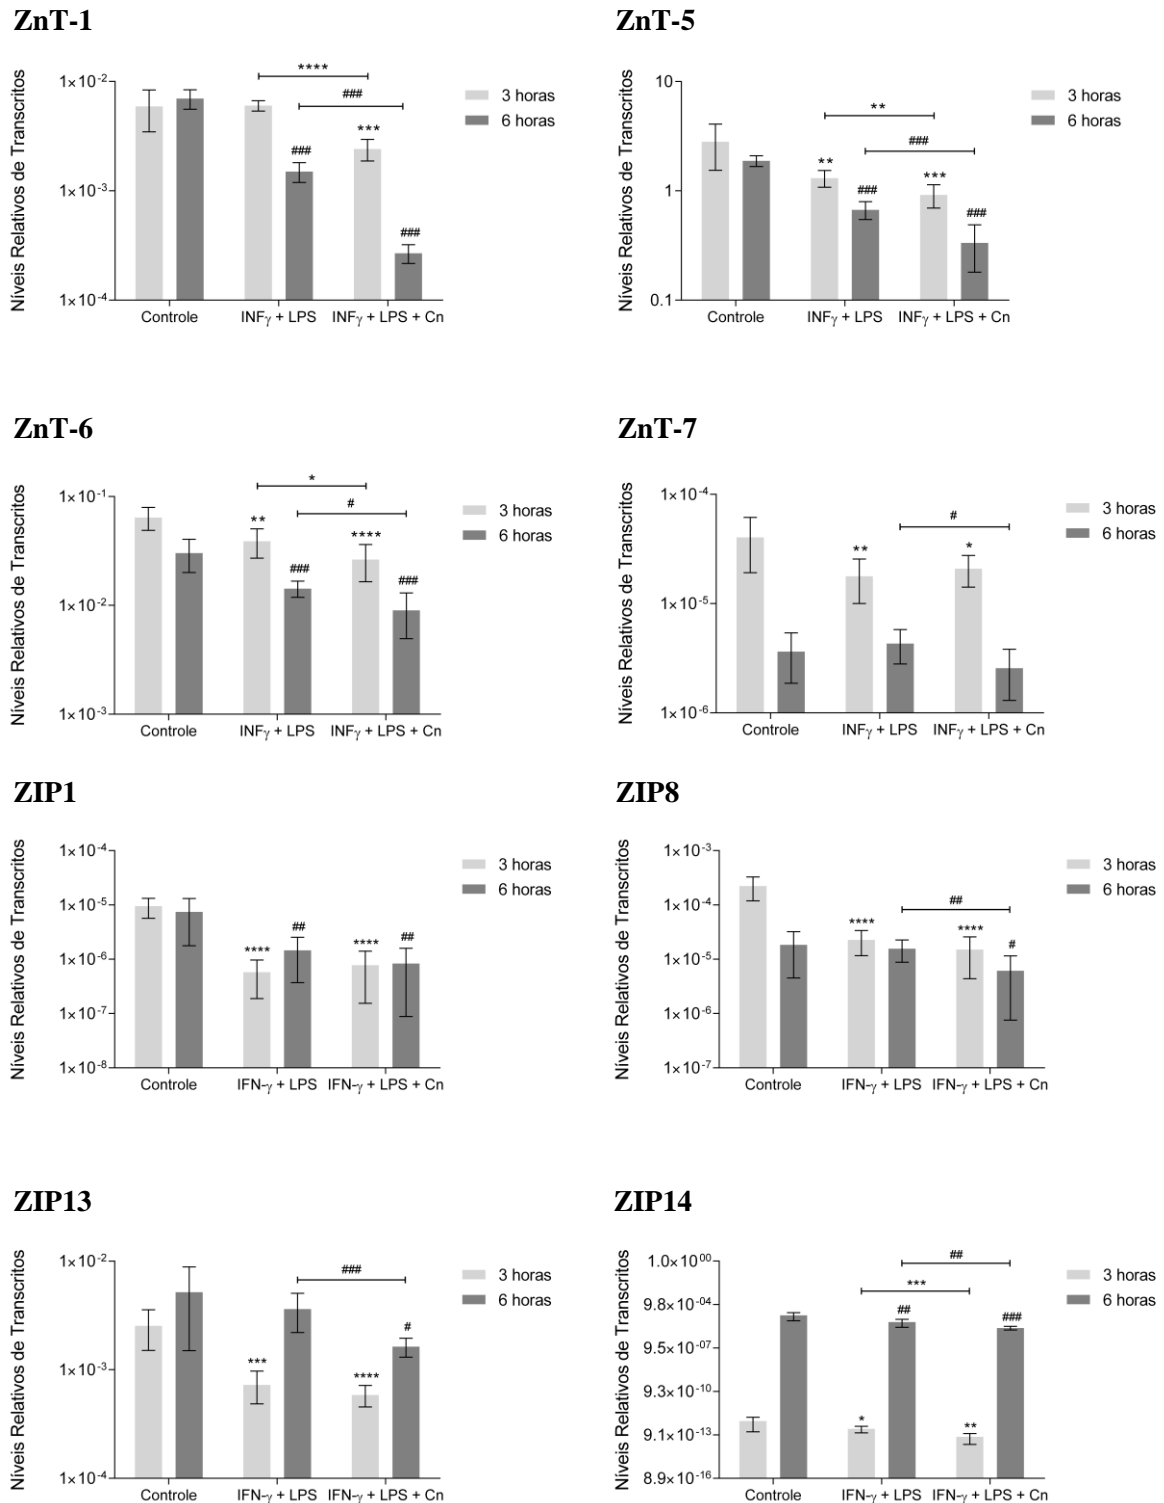 ZnT-1
Níveis Relativos de Transcritos
1×10⁻²
1×10⁻³
1×10⁻⁴
****
###
###
***
###
Controle
INFγ + LPS
INFγ + LPS + Cn
3 horas
6 horas
ZnT-5
Níveis Relativos de Transcritos
10
1
0.1
**
###
**
###
***
###
Controle
INFγ + LPS
INFγ + LPS + Cn
3 horas
6 horas
ZnT-6
Níveis Relativos de Transcritos
1×10⁻¹
1×10⁻²
1×10⁻³
*
#
**
###
****
###
Controle
INFγ + LPS
INFγ + LPS + Cn
3 horas
6 horas
ZnT-7
Níveis Relativos de Transcritos
1×10⁻⁴
1×10⁻⁵
1×10⁻⁶
#
**
*
Controle
INFγ + LPS
INFγ + LPS + Cn
3 horas
6 horas
ZIP1
Níveis Relativos de Transcritos
1×10⁻⁴
1×10⁻⁵
1×10⁻⁶
1×10⁻⁷
1×10⁻⁸
****
##
****
##
Controle
IFN-γ + LPS
IFN-γ + LPS + Cn
3 horas
6 horas
ZIP8
Níveis Relativos de Transcritos
1×10⁻³
1×10⁻⁴
1×10⁻⁵
1×10⁻⁶
1×10⁻⁷
##
****
****
#
Controle
IFN-γ + LPS
IFN-γ + LPS + Cn
3 horas
6 horas
ZIP13
Níveis Relativos de Transcritos
1×10⁻²
1×10⁻³
1×10⁻⁴
###
***
****
#
Controle
IFN-γ + LPS
IFN-γ + LPS + Cn
3 horas
6 horas
ZIP14
Níveis Relativos de Transcritos
1.0×10⁰⁰
9.8×10⁻⁰⁴
9.5×10⁻⁰⁷
9.3×10⁻¹⁰
9.1×10⁻¹³
8.9×10⁻¹⁶
##
***
*
##
**
###
Controle
IFN-γ + LPS
IFN-γ + LPS + Cn
3 horas
6 horas